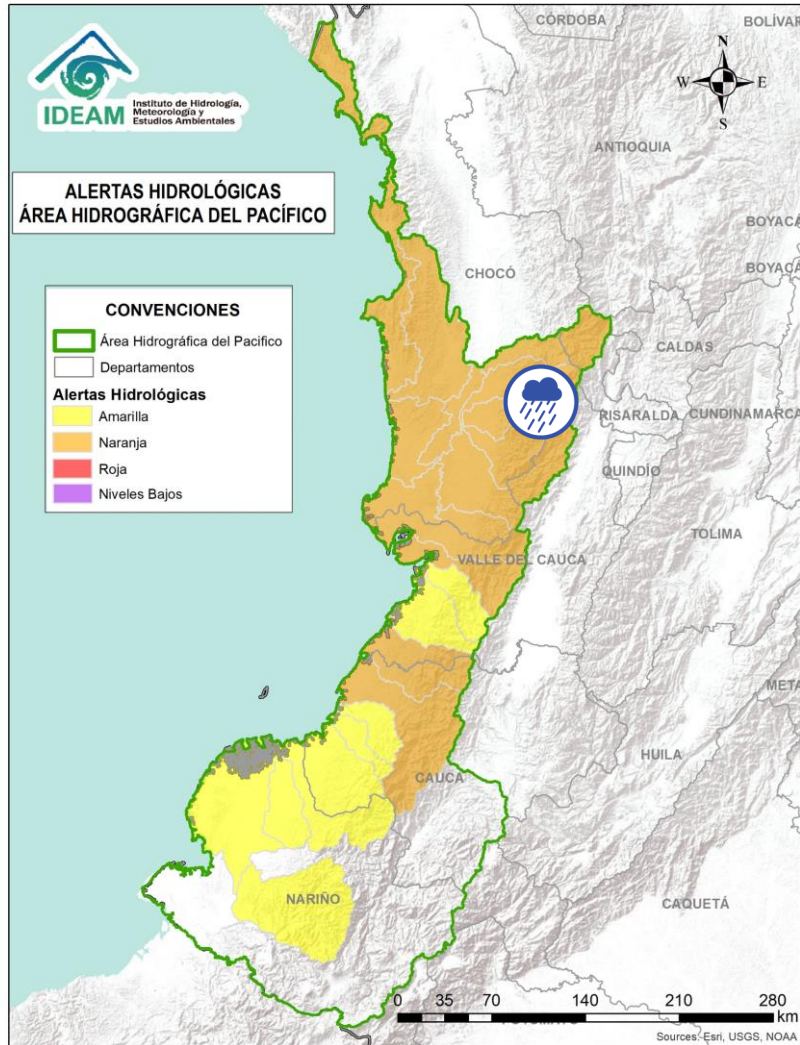 IDEAM
Instituto de Hidrología,
Meteorología y
Estudios Ambientales
ALERTAS HIDROLÓGICAS
ÁREA HIDROGRÁFICA DEL PACÍFICO
CONVENCIONES
Área Hidrográfica del Pacifico
Departamentos
Alertas Hidrológicas
Amarilla
Naranja
Roja
Niveles Bajos
N
W
E
S
CÓRDOBA
BOLÍVAR
ANTIOQUIA
BOYACÁ
BOYACÁ
CHOCÓ
CALDAS
RISARALDA
CUNDINAMARCA
QUINDÍO
TOLIMA
VALLE DEL CAUCA
META
HUILA
CAUCA
CAQUETÁ
NARIÑO
0 35 70 140 210 280
km
Sources: Esri, USGS, NOAA